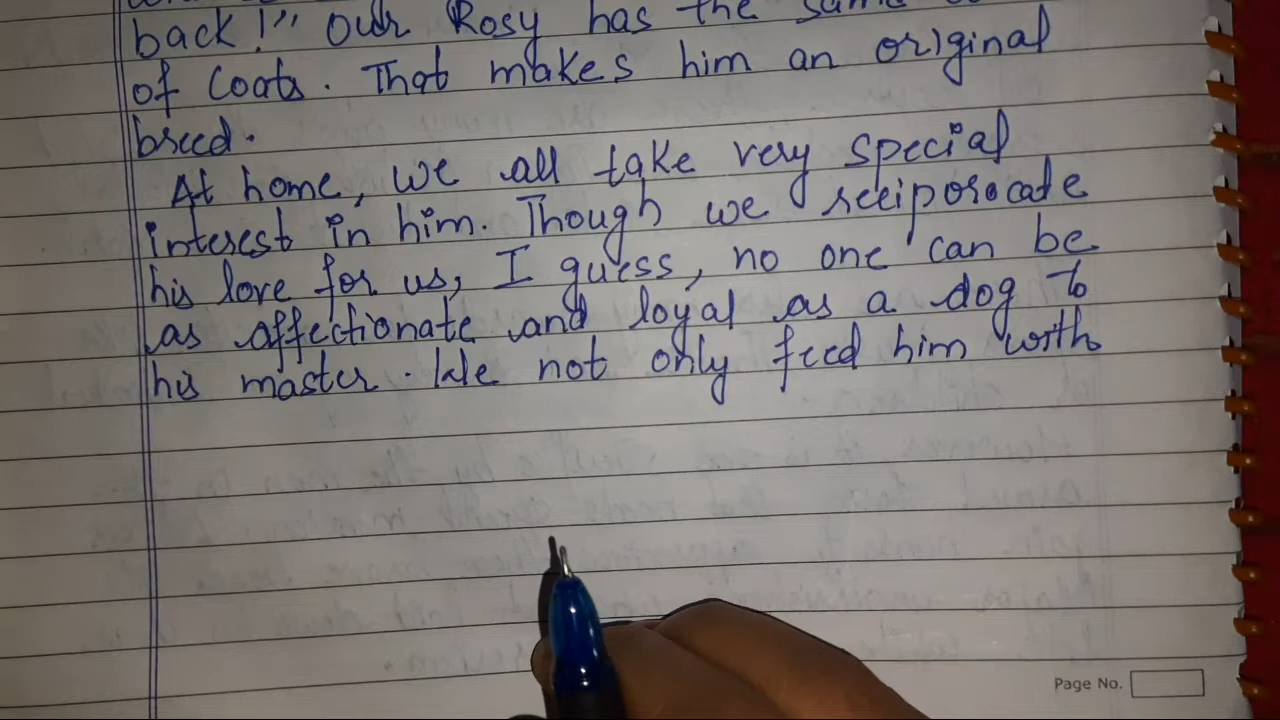 back!" Our Rosy has the same
of coats. That makes him an original
breed.
At home, we all take very special
interest in him. Though we reciporocate
his love for us, I guess, no one can be
as affectionate and loyal as a dog to
his master. We not only feed him with
Page No.